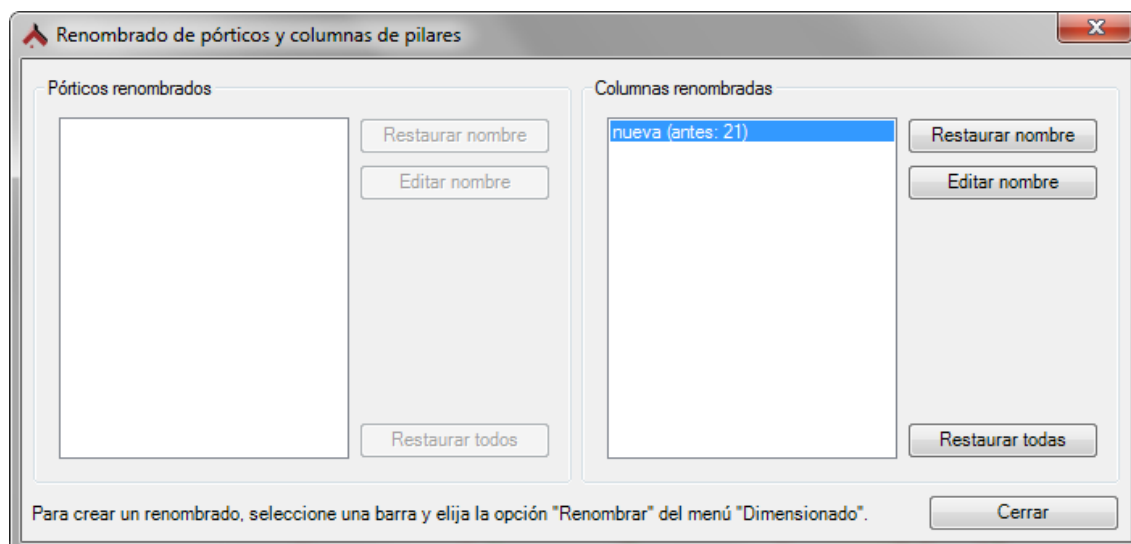 Renombrado de pórticos y columnas de pilares
x
Pórticos renombrados
Restaurar nombre
Editar nombre
Restaurar todos
Columnas renombradas
nueva (antes: 21)
Restaurar nombre
Editar nombre
Restaurar todas
Para crear un renombrado, seleccione una barra y elija la opción "Renombrar" del menú "Dimensionado".
Cerrar